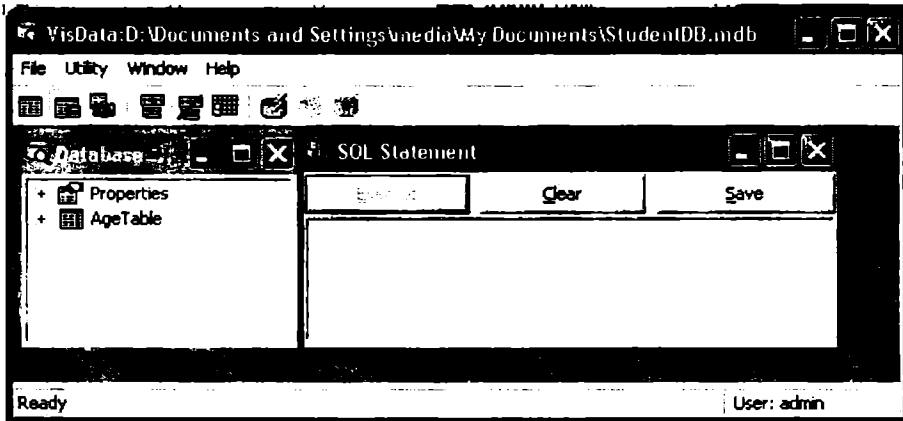 VisData:D:\Documents and Settings\media\My Documents\StudentDB.mdb
File Utility Window Help
Database
SQL Statement
Properties
AgeTable
Clear
Save
Ready
User: admin